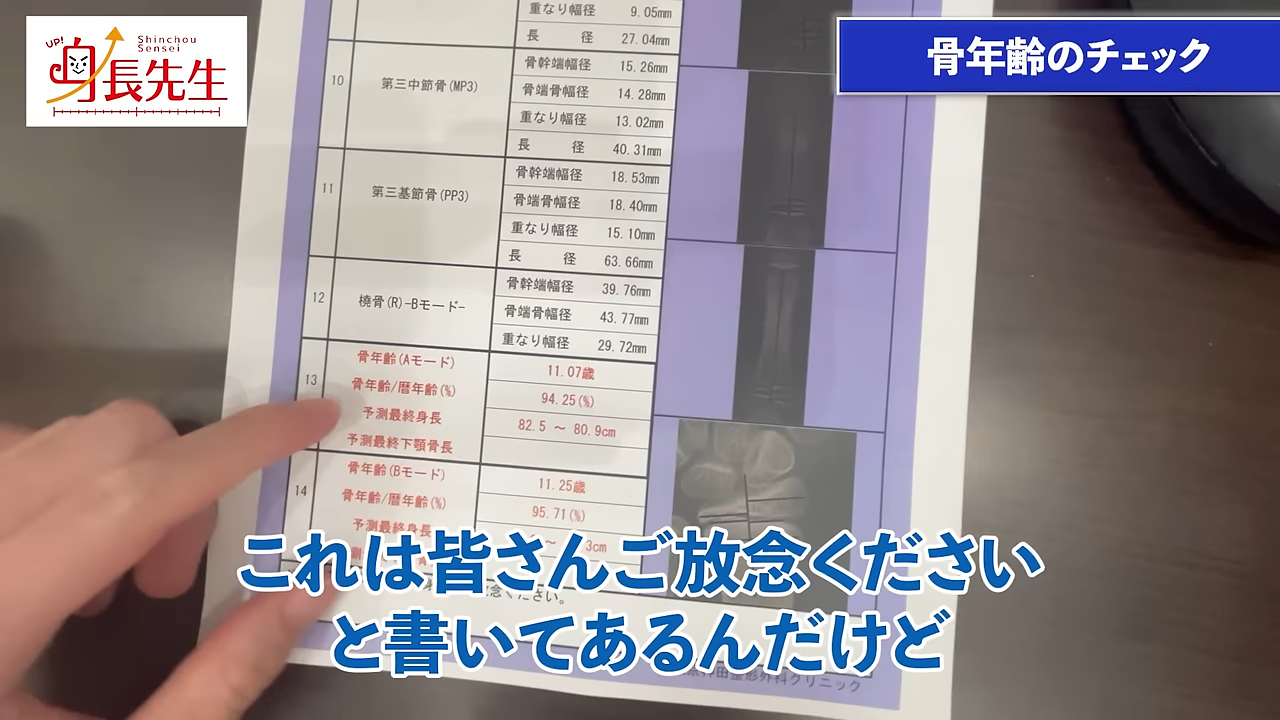 UP!
Shinchou
Sensei
身長先生
骨年齢のチェック
重なり幅径 9.05mm
長 径 27.04mm
10 第三中節骨(MP3)
骨幹端幅径 15.26mm
骨端骨幅径 14.28mm
重なり幅径 13.02mm
長 径 40.31mm
11 第三基節骨(PP3)
骨幹端幅径 18.53mm
骨端骨幅径 18.40mm
重なり幅径 15.10mm
長 径 63.66mm
12 橈骨(R)-Bモード-
骨幹端幅径 39.76mm
骨端骨幅径 43.77mm
重なり幅径 29.72mm
13
骨年齢(Aモード) 11.07歳
骨年齢/暦年齢(%) 94.25(%)
予測最終身長 82.5 ～ 80.9cm
予測最終下顎骨長
14
骨年齢(Bモード) 11.25歳
骨年齢/暦年齢(%) 95.71(%)
予測最終身長 ～ 3cm
念ください。
田整形外科クリニック
これは皆さんご放念ください
と書いてあるんだけど